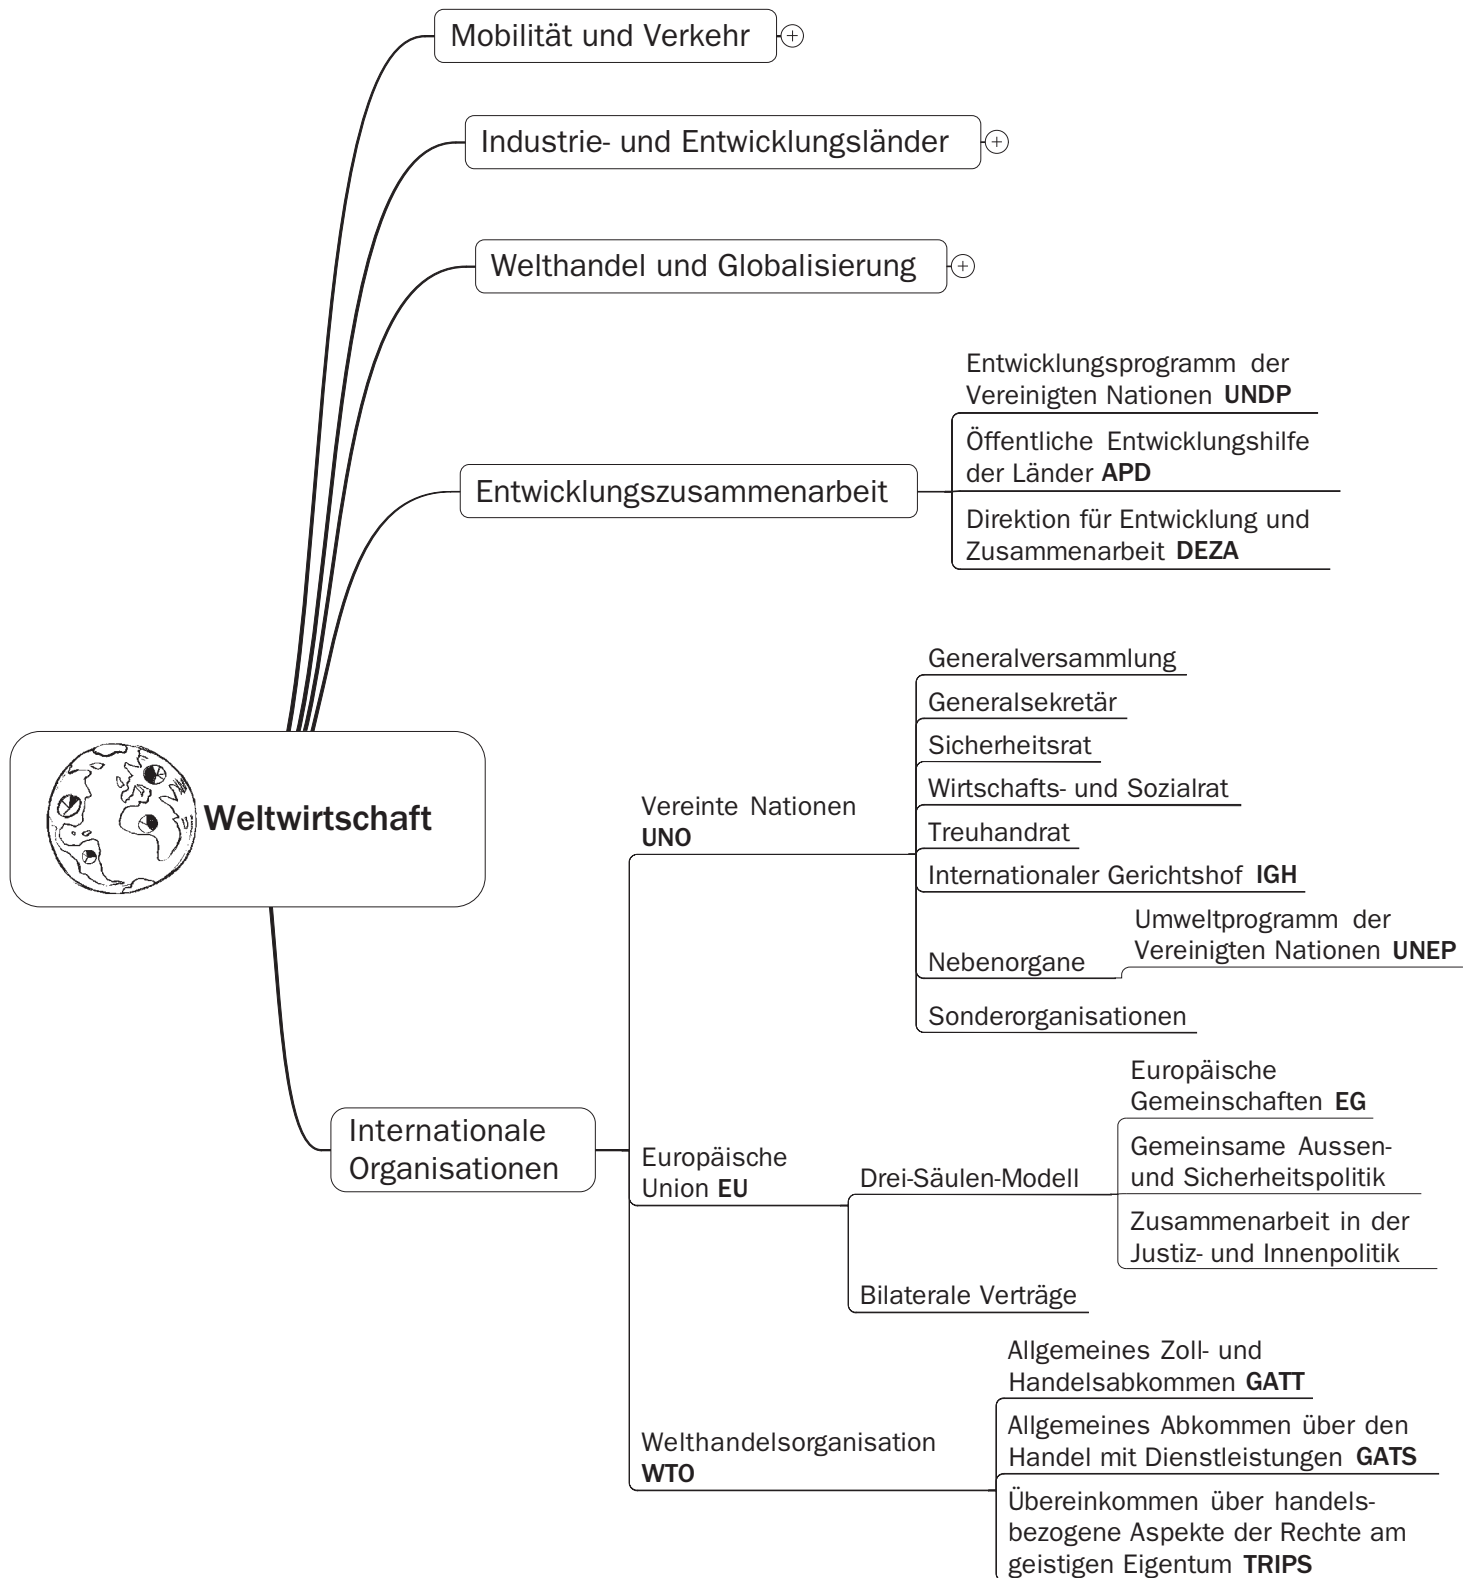 Mobilität und Verkehr
Industrie- und Entwicklungsländer
Welthandel und Globalisierung
Entwicklungszusammenarbeit
Entwicklungsprogramm der
Vereinigten Nationen UNDP
Öffentliche Entwicklungshilfe
der Länder APD
Direktion für Entwicklung und
Zusammenarbeit DEZA
Weltwirtschaft
Internationale
Organisationen
Vereinte Nationen
UNO
Generalversammlung
Generalsekretär
Sicherheitsrat
Wirtschafts- und Sozialrat
Treuhandrat
Internationaler Gerichtshof IGH
Nebenorgane
Umweltprogramm der
Vereinigten Nationen UNEP
Sonderorganisationen
Europäische
Union EU
Drei-Säulen-Modell
Europäische
Gemeinschaften EG
Gemeinsame Aussen-
und Sicherheitspolitik
Zusammenarbeit in der
Justiz- und Innenpolitik
Bilaterale Verträge
Welthandelsorganisation
WTO
Allgemeines Zoll- und
Handelsabkommen GATT
Allgemeines Abkommen über den
Handel mit Dienstleistungen GATS
Übereinkommen über handels-
bezogene Aspekte der Rechte am
geistigen Eigentum TRIPS